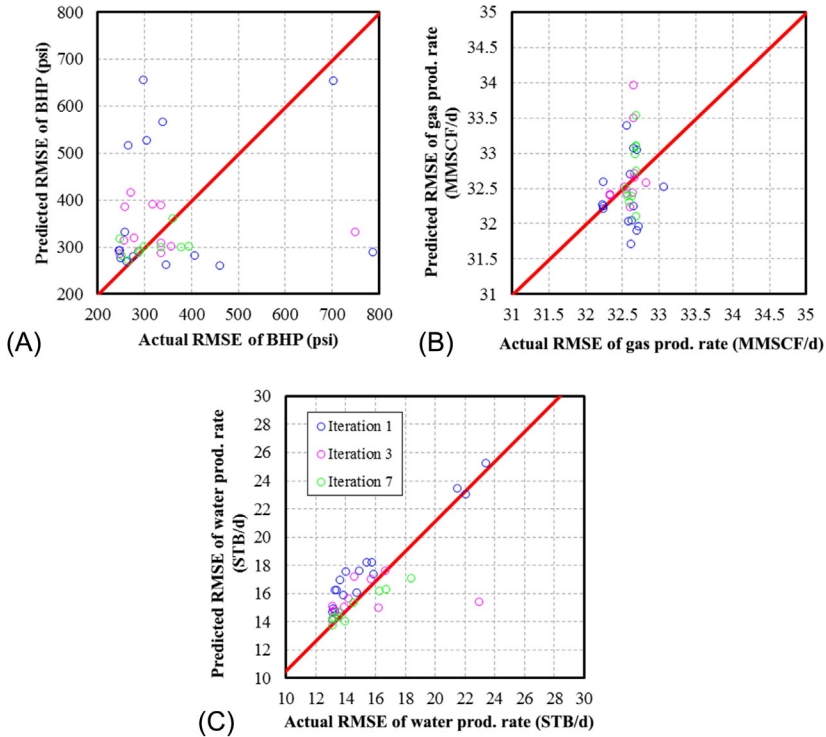 800
700
600
500
400
300
200
Predicted RMSE of BHP (psi)
200 300 400 500 600 700 800
Actual RMSE of BHP (psi)
(A)
35
34.5
34
33.5
33
32.5
32
31.5
31
Predicted RMSE of gas prod. rate
(MMSCF/d)
31 31.5 32 32.5 33 33.5 34 34.5 35
Actual RMSE of gas prod. rate (MMSCF/d)
(B)
30
28
26
24
22
20
18
16
14
12
10
Predicted RMSE of water prod. rate
(STB/d)
Iteration 1
Iteration 3
Iteration 7
10 12 14 16 18 20 22 24 26 28 30
Actual RMSE of water prod. rate (STB/d)
(C)